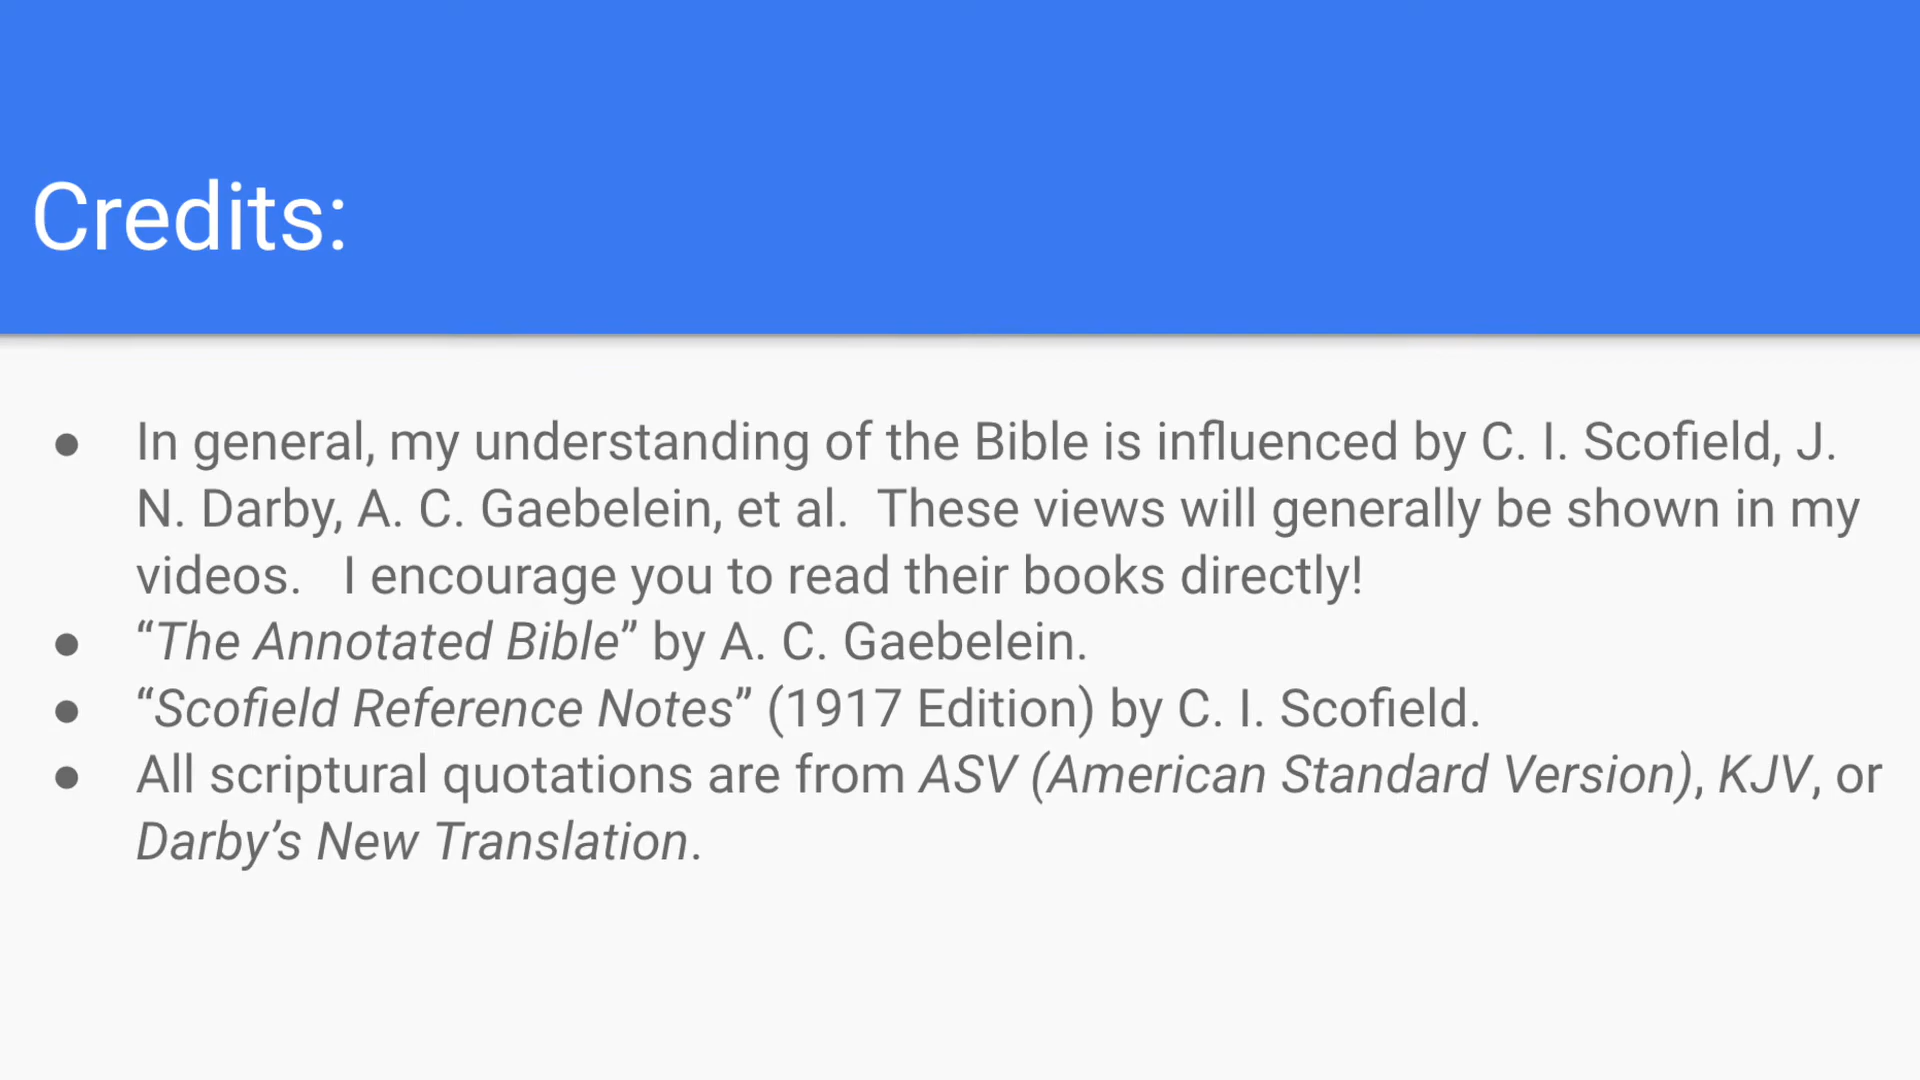 Credits:
● In general, my understanding of the Bible is influenced by C. I. Scofield, J.
N. Darby, A. C. Gaebelein, et al.  These views will generally be shown in my
videos.   I encourage you to read their books directly!
● “The Annotated Bible” by A. C. Gaebelein.
● “Scofield Reference Notes” (1917 Edition) by C. I. Scofield.
● All scriptural quotations are from ASV (American Standard Version), KJV, or
Darby’s New Translation.